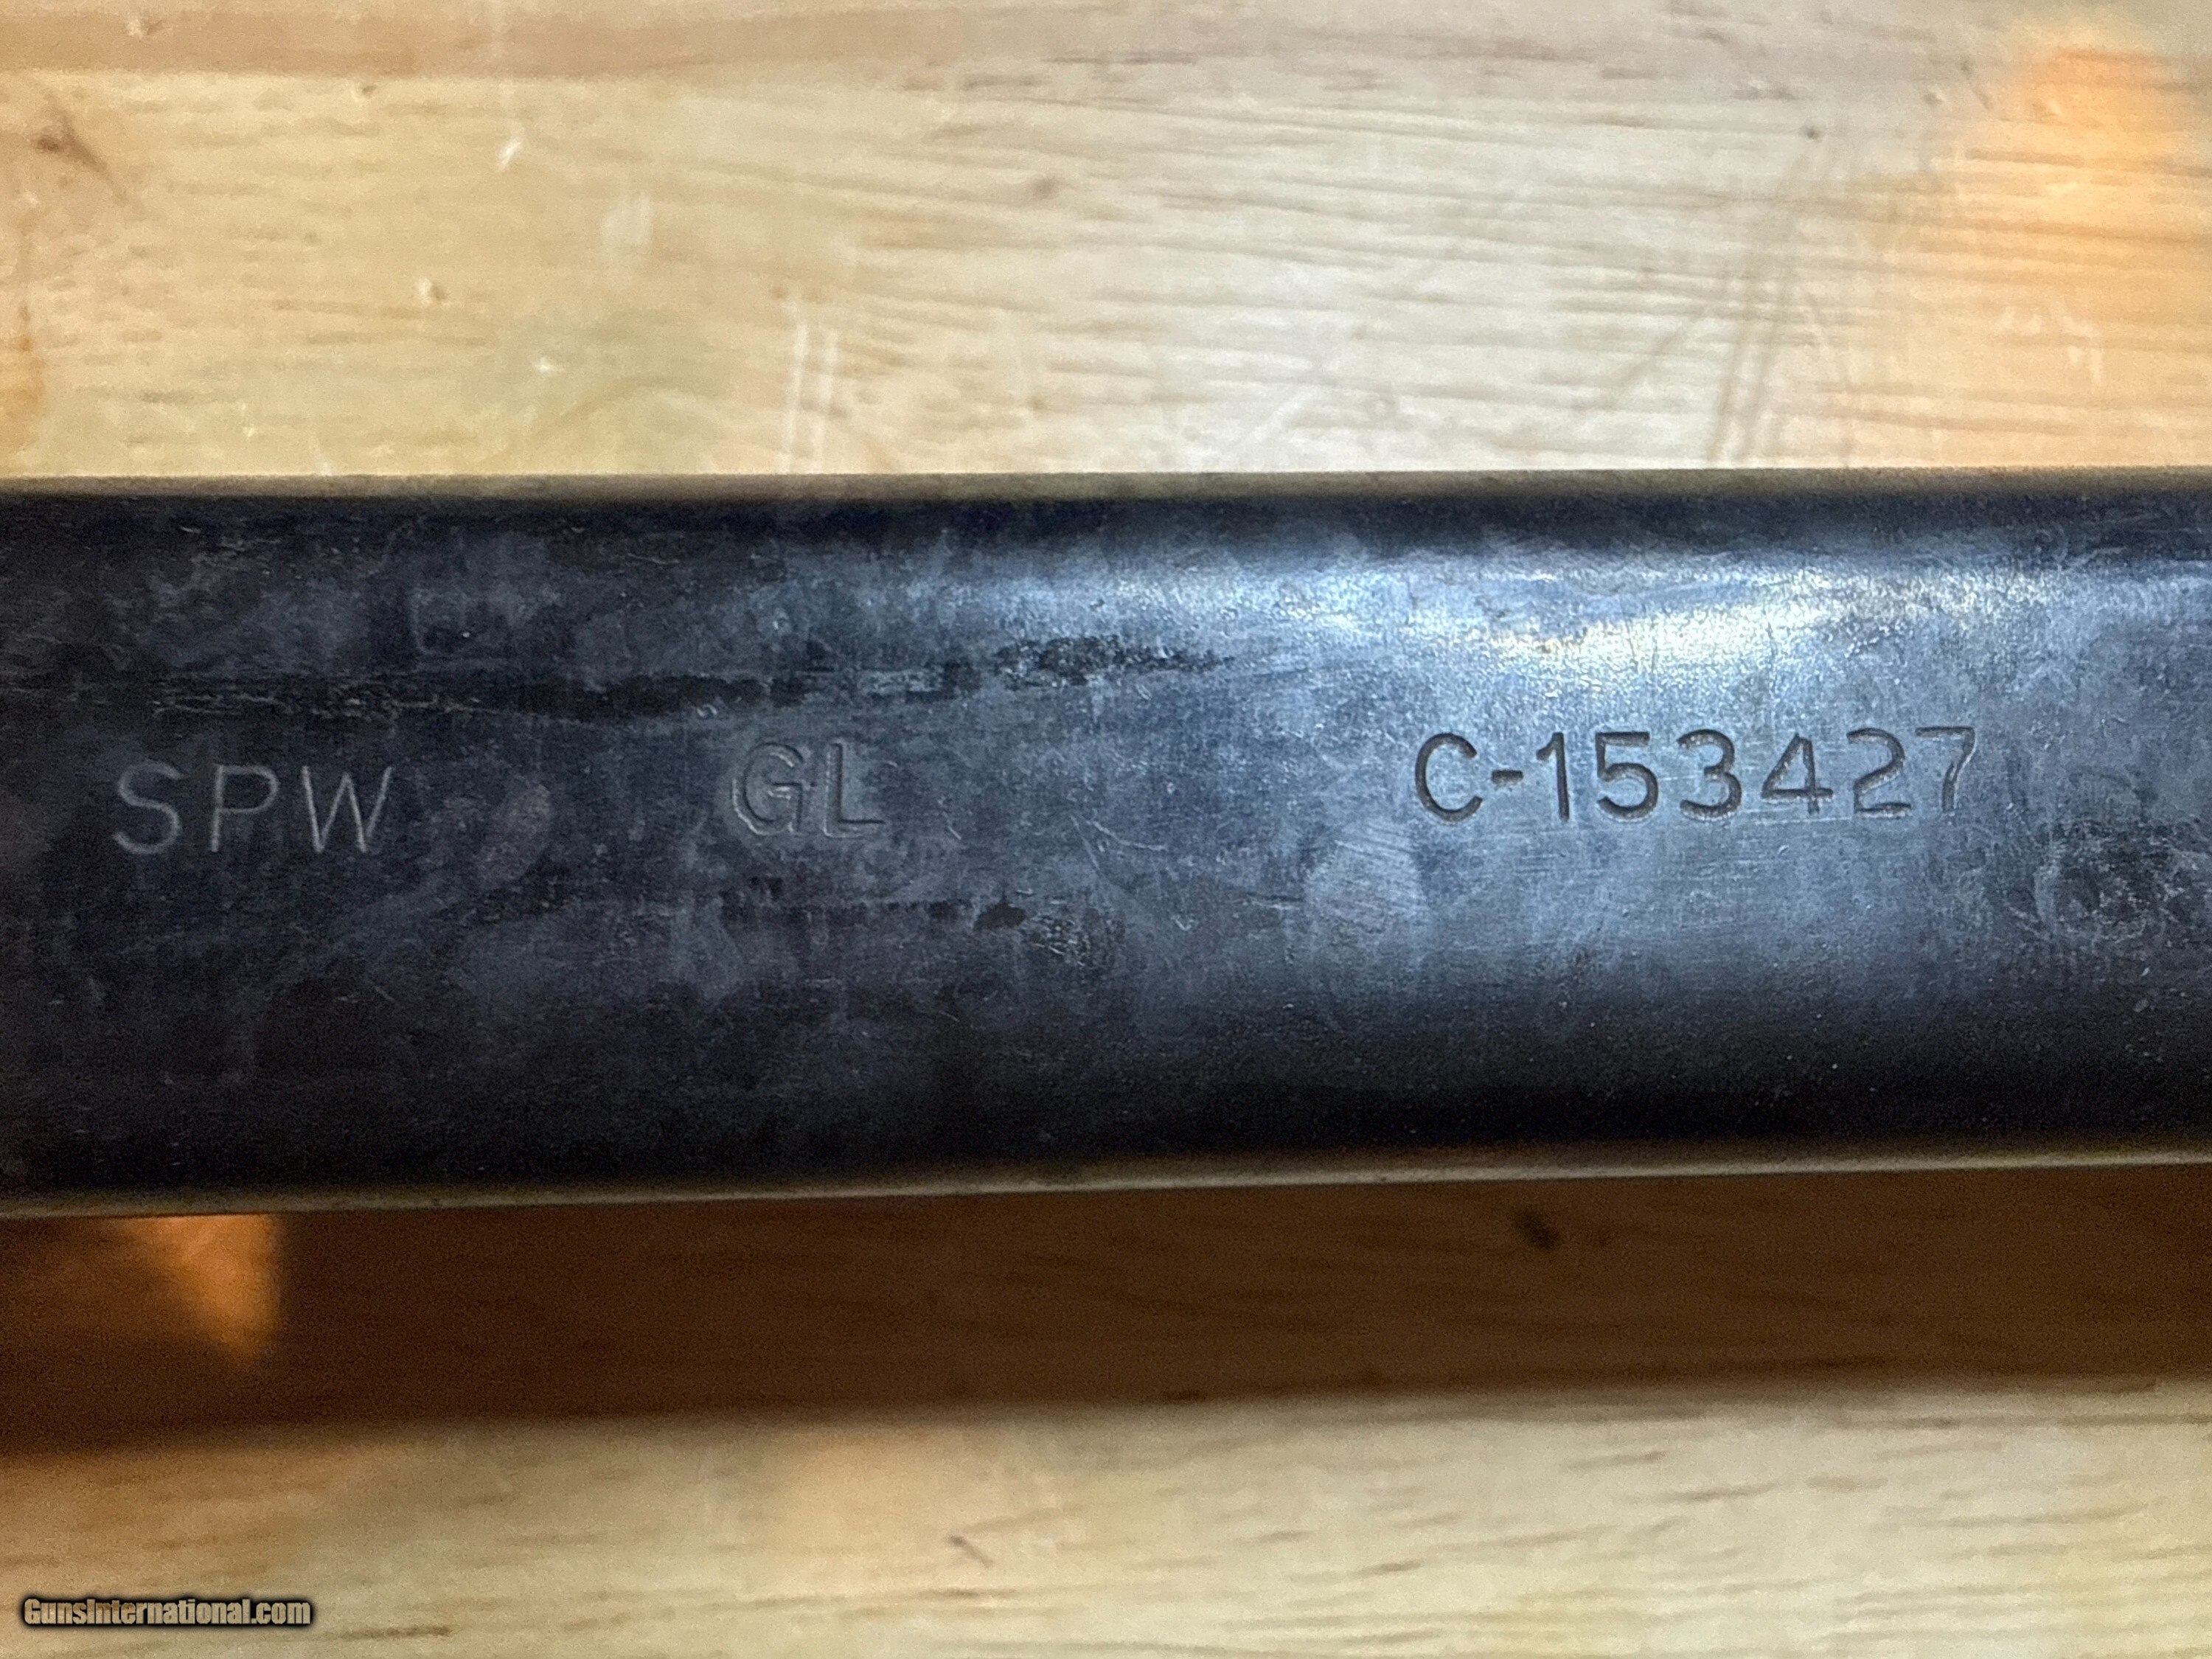 SPW GL C-153427
GunsInternational.com